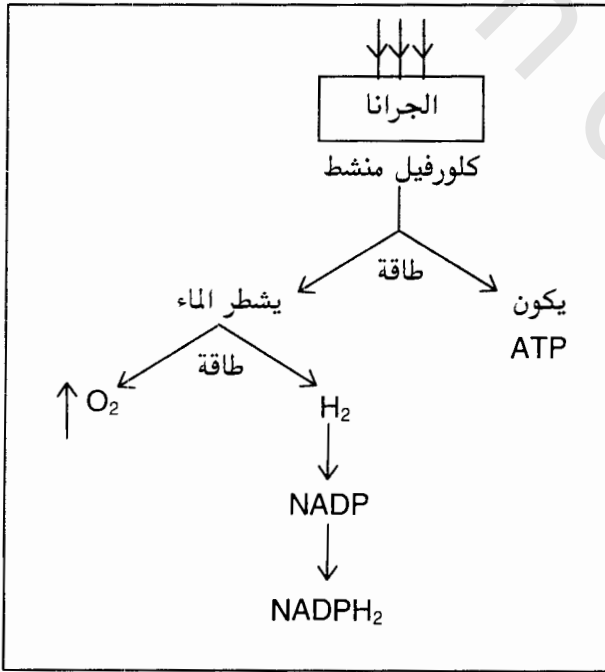 الجرانا
كلورفيل منشط
طاقة
يكون
ATP
يشطر الماء
طاقة
O₂
H₂
NADP
NADPH₂